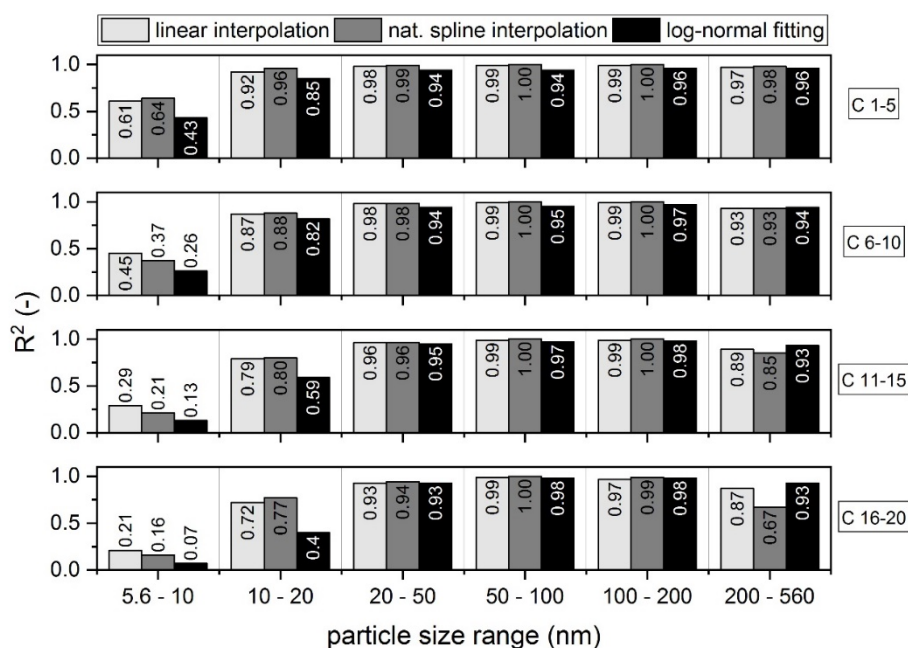 linear interpolation nat. spline interpolation log-normal fitting
R² (-)
1.0
0.5
0.0
0.61 0.64 0.43 0.92 0.96 0.85 0.98 0.99 0.94 0.99 1.00 0.94 0.99 1.00 0.96 0.97 0.98 0.96
C 1-5
1.0
0.5
0.0
0.45 0.37 0.26 0.87 0.88 0.82 0.98 0.98 0.94 0.99 1.00 0.95 0.99 1.00 0.97 0.93 0.93 0.94
C 6-10
1.0
0.5
0.0
0.29 0.21 0.13 0.79 0.80 0.59 0.96 0.96 0.95 0.99 1.00 0.97 0.99 1.00 0.98 0.89 0.85 0.93
C 11-15
1.0
0.5
0.0
0.21 0.16 0.07 0.72 0.77 0.4 0.93 0.94 0.93 0.99 1.00 0.98 0.97 0.99 0.98 0.87 0.67 0.93
C 16-20
5.6 - 10 10 - 20 20 - 50 50 - 100 100 - 200 200 - 560
particle size range (nm)